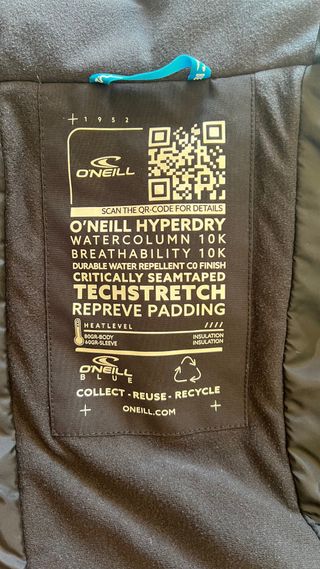 + 1952
O'NEILL
SCAN THE QR-CODE FOR DETAILS
O'NEILL HYPERDRY
WATERCOLUMN 10K
BREATHABILITY 10K
DURABLE WATER REPELLENT C0 FINISH
CRITICALLY SEAMTAPED
TECHSTRETCH
REPREVE PADDING
HEATLEVEL ////
80GR-BODY INSULATION
60GR-SLEEVE INSULATION
O'NEILL
BLUE
COLLECT - REUSE - RECYCLE
+ ONEILL.COM +